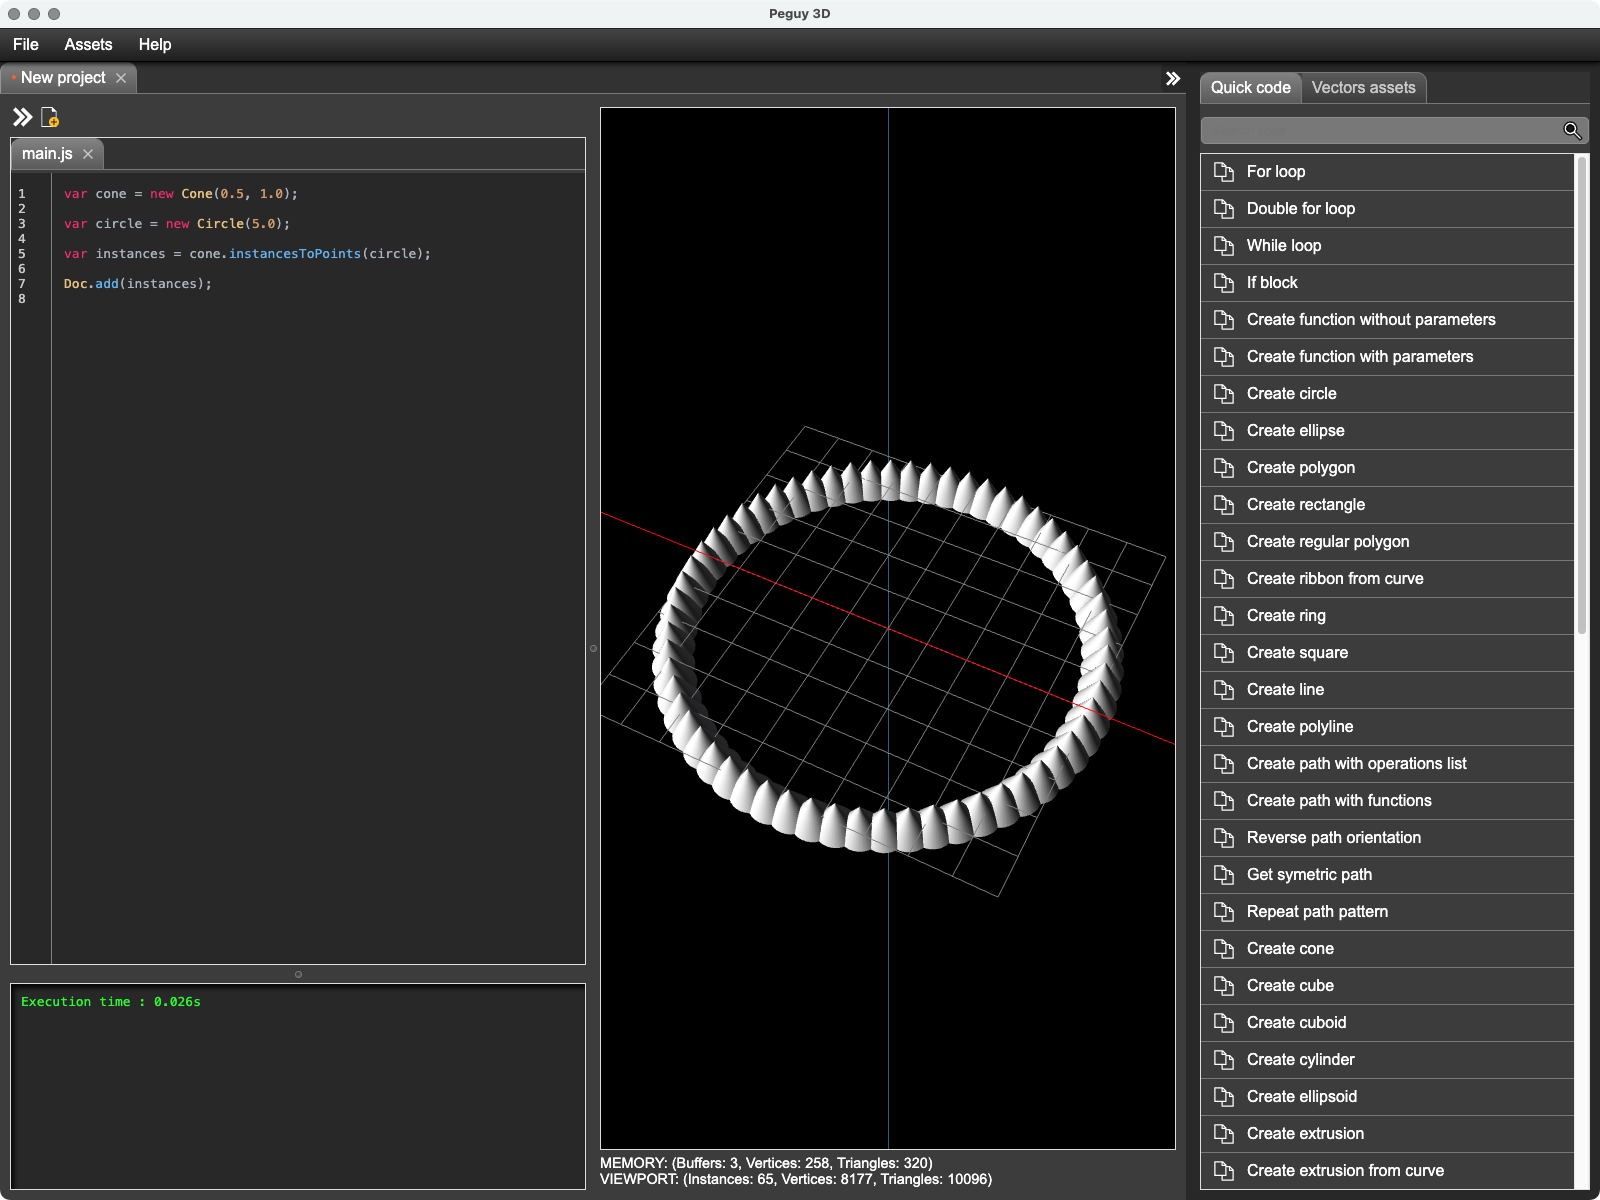 Peguy 3D
File Assets Help
New project
Quick code Vectors assets
main.js
1 var cone = new Cone(0.5, 1.0);
2
3 var circle = new Circle(5.0);
4
5 var instances = cone.instancesToPoints(circle);
6
7 Doc.add(instances);
8
Execution time : 0.026s
MEMORY: (Buffers: 3, Vertices: 258, Triangles: 320)
VIEWPORT: (Instances: 65, Vertices: 8177, Triangles: 10096)
For loop
Double for loop
While loop
If block
Create function without parameters
Create function with parameters
Create circle
Create ellipse
Create polygon
Create rectangle
Create regular polygon
Create ribbon from curve
Create ring
Create square
Create line
Create polyline
Create path with operations list
Create path with functions
Reverse path orientation
Get symetric path
Repeat path pattern
Create cone
Create cube
Create cuboid
Create cylinder
Create ellipsoid
Create extrusion
Create extrusion from curve